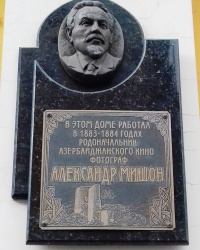 В ЭТОМ ДОМЕ РАБОТАЛ
В 1883-1884 ГОДАХ
РОДОНАЧАЛЬНИК
АЗЕРБАЙДЖАНСКОГО КИНО
ФОТОГРАФ
АЛЕКСАНДР МИШОН